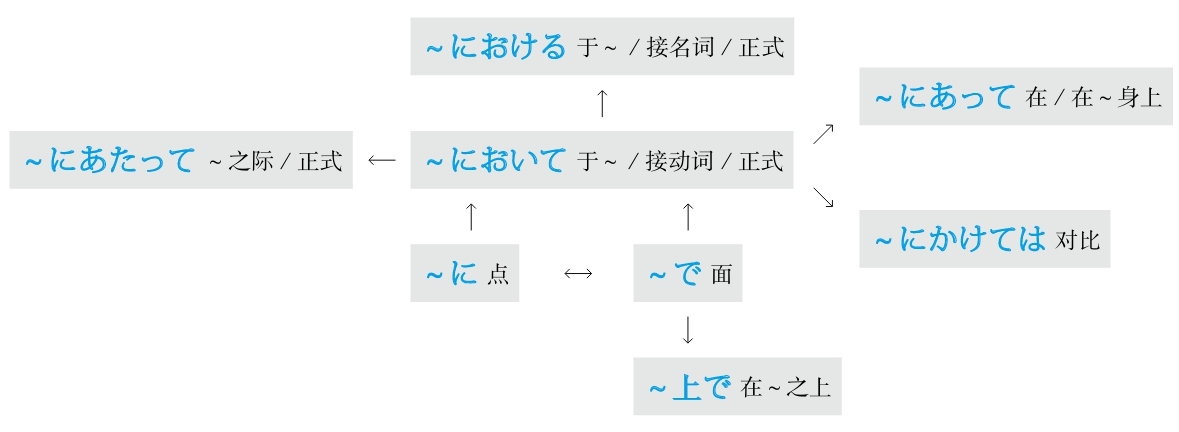 ~における 于~ / 接名词 / 正式
~にあって 在 / 在~身上
~にあたって ~之际 / 正式
~において 于~ / 接动词 / 正式
~にかけては 对比
~に 点
~で 面
~上で 在~之上